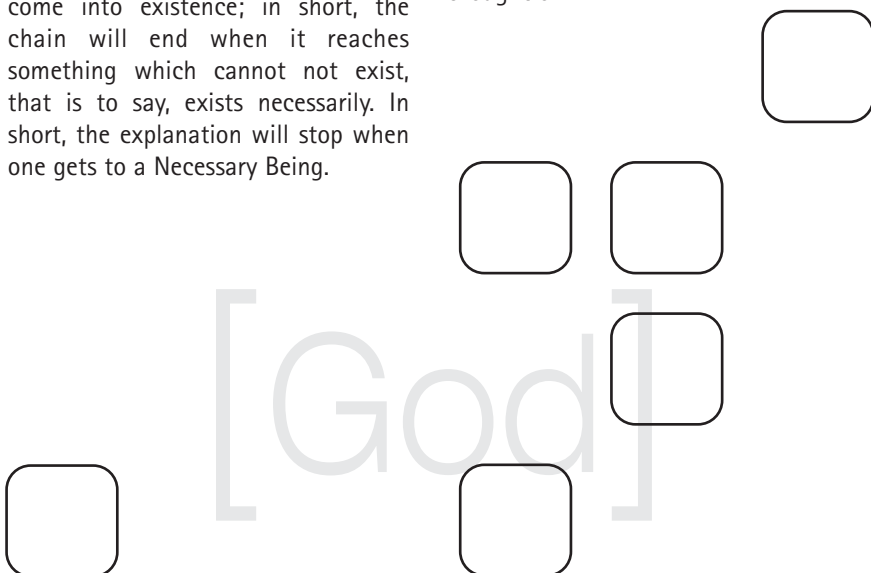 come into existence; in short, the
chain will end when it reaches
something which cannot not exist,
that is to say, exists necessarily. In
short, the explanation will stop when
one gets to a Necessary Being.
[God]